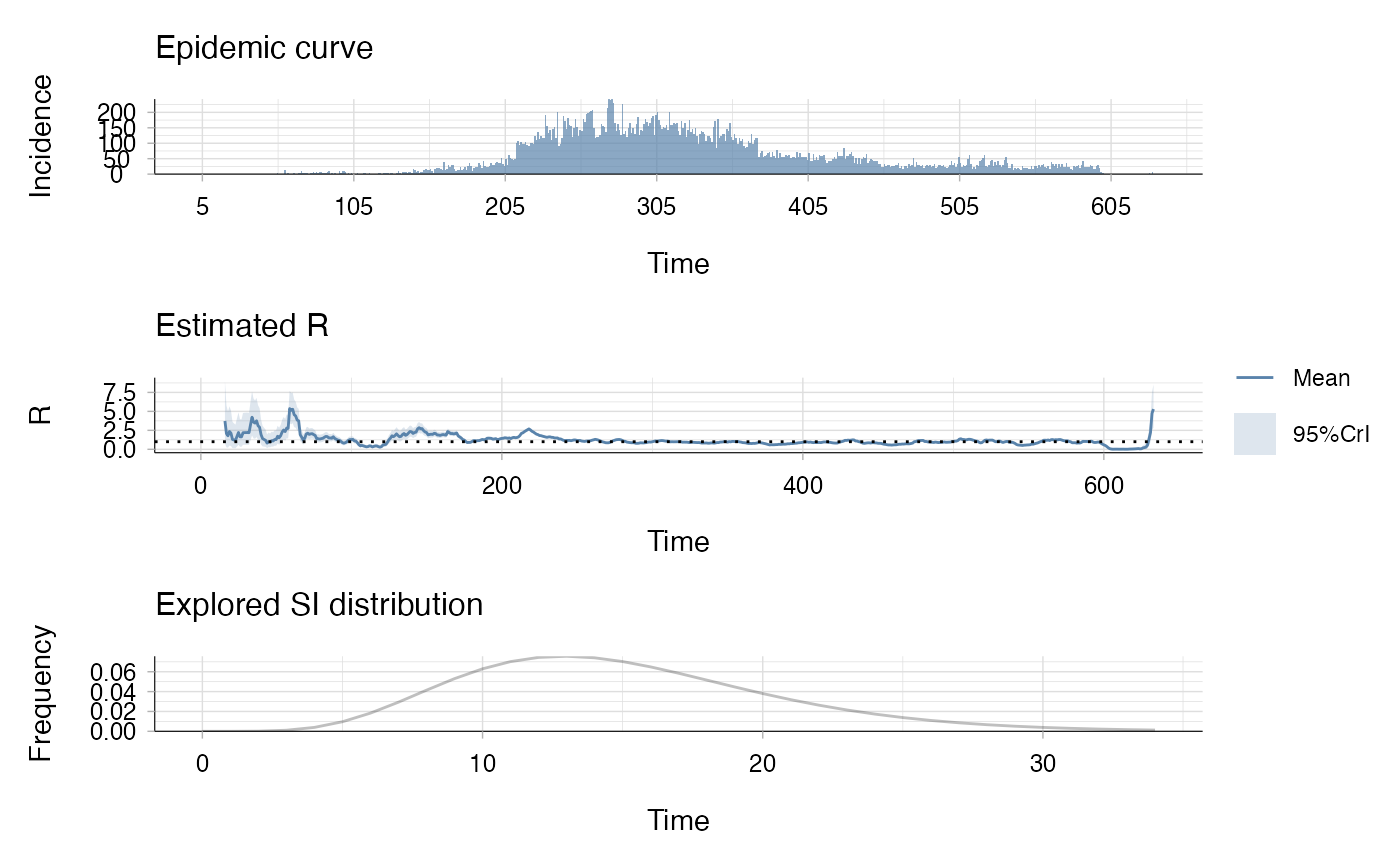 Epidemic curve
Incidence
200
150
100
50
0
5 105 205 305 405 505 605
Time
Estimated R
R
7.5
5.0
2.5
0.0
0 200 400 600
Time
Mean
95%CrI
Explored SI distribution
Frequency
0.06
0.04
0.02
0.00
0 10 20 30
Time